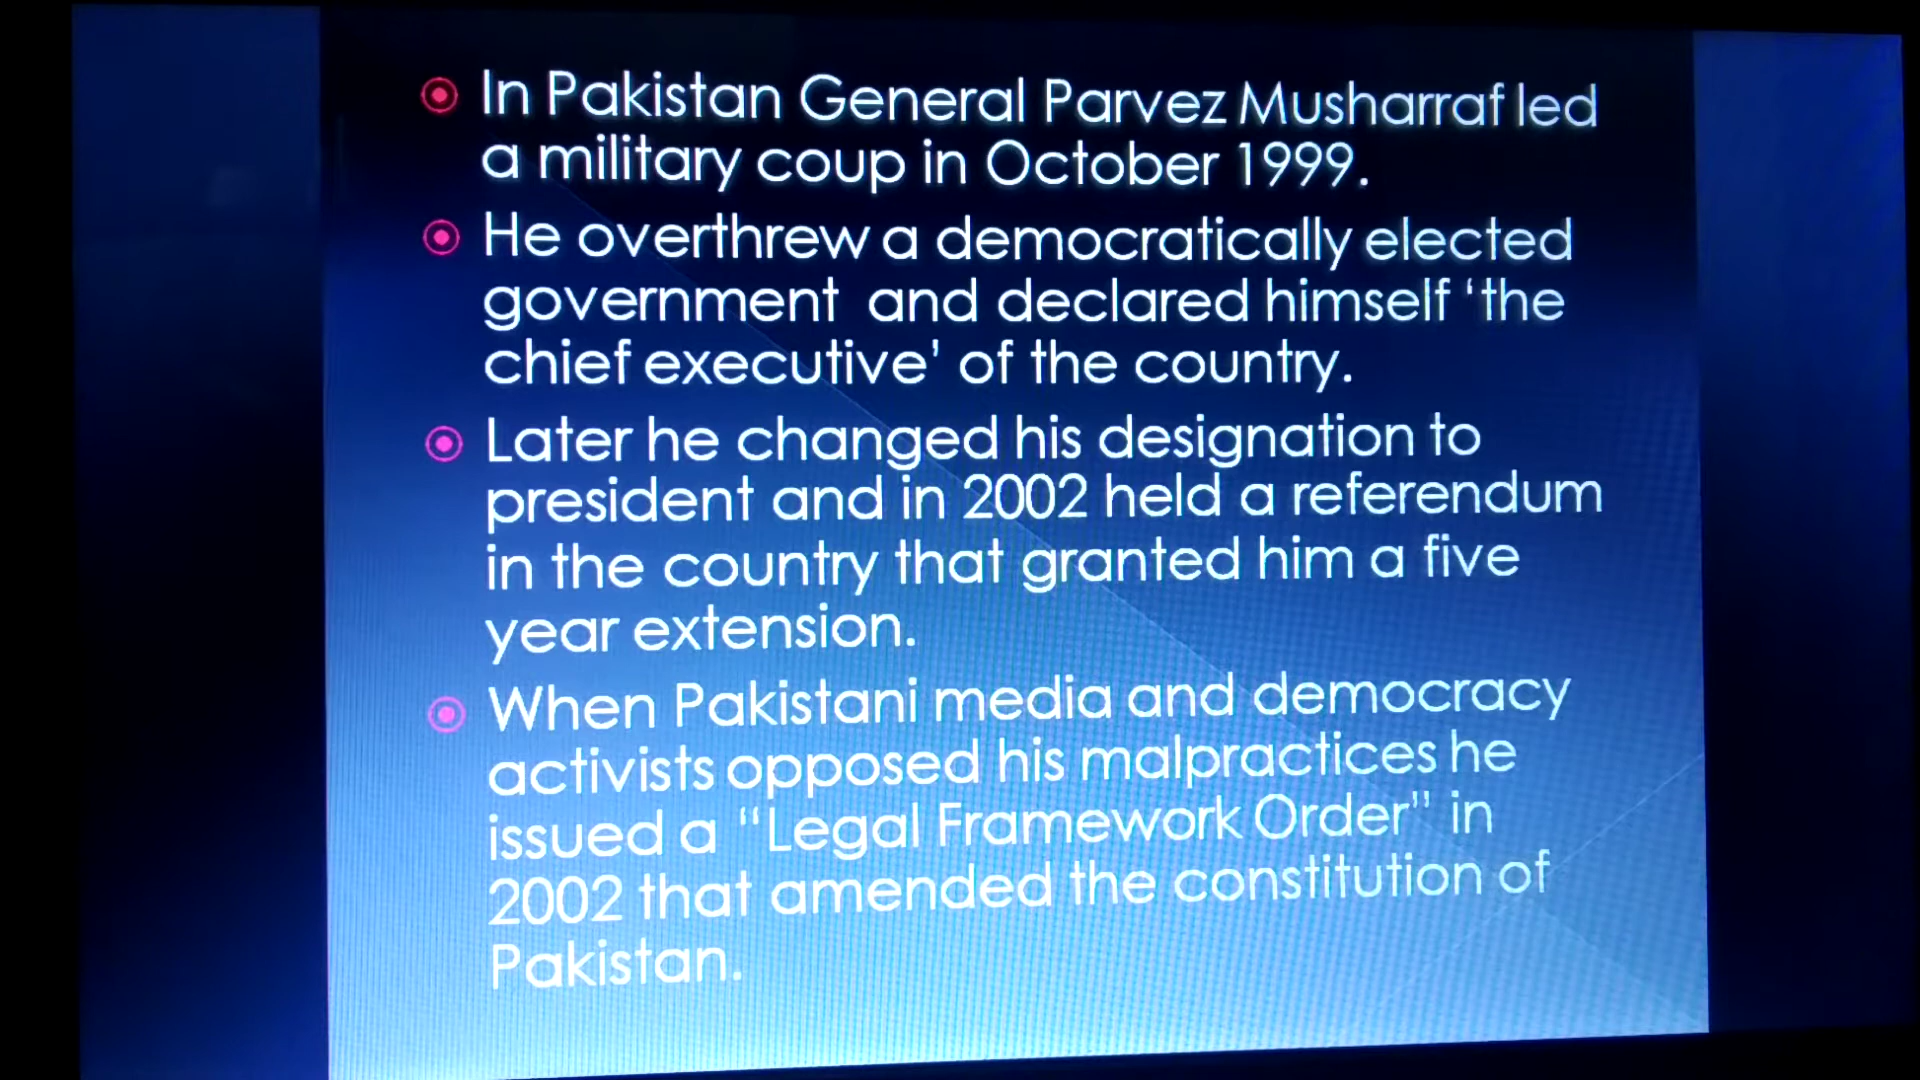 In Pakistan General Parvez Musharraf led
a military coup in October 1999.
He overthrew a democratically elected
government and declared himself ‘the
chief executive’ of the country.
Later he changed his designation to
president and in 2002 held a referendum
in the country that granted him a five
year extension.
When Pakistani media and democracy
activists opposed his malpractices he
issued a “Legal Framework Order” in
2002 that amended the constitution of
Pakistan.